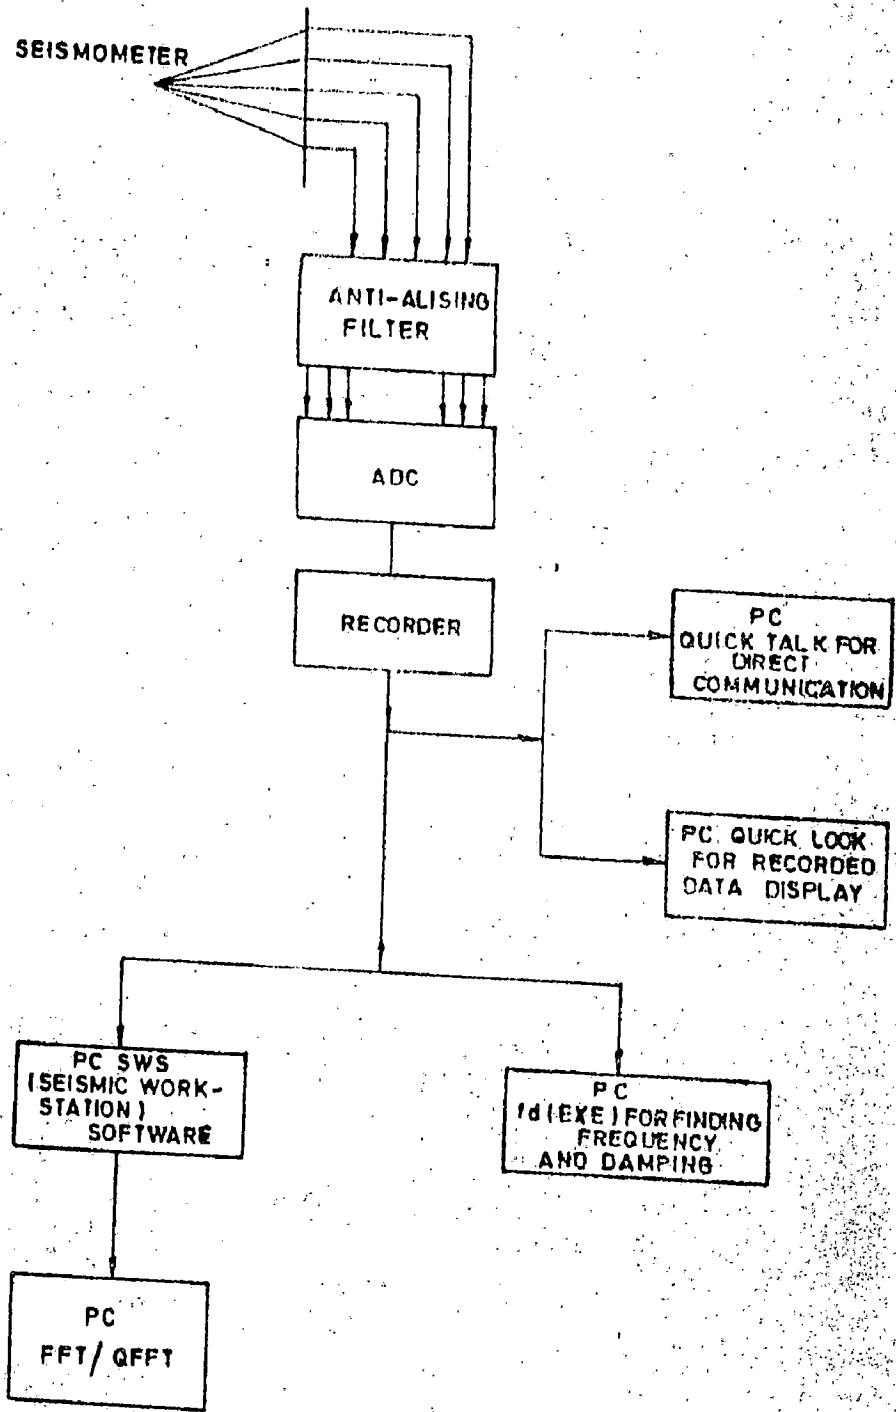 SEISMOMETER
ANTI-ALISING
FILTER
ADC
RECORDER
PC
QUICK TALK FOR
DIRECT
COMMUNICATION
PC QUICK LOOK
FOR RECORDED
DATA DISPLAY
PC SWS
(SEISMIC WORK-
STATION)
SOFTWARE
PC
fd(EXE) FOR FINDING
FREQUENCY
AND DAMPING
PC
FFT/QFFT